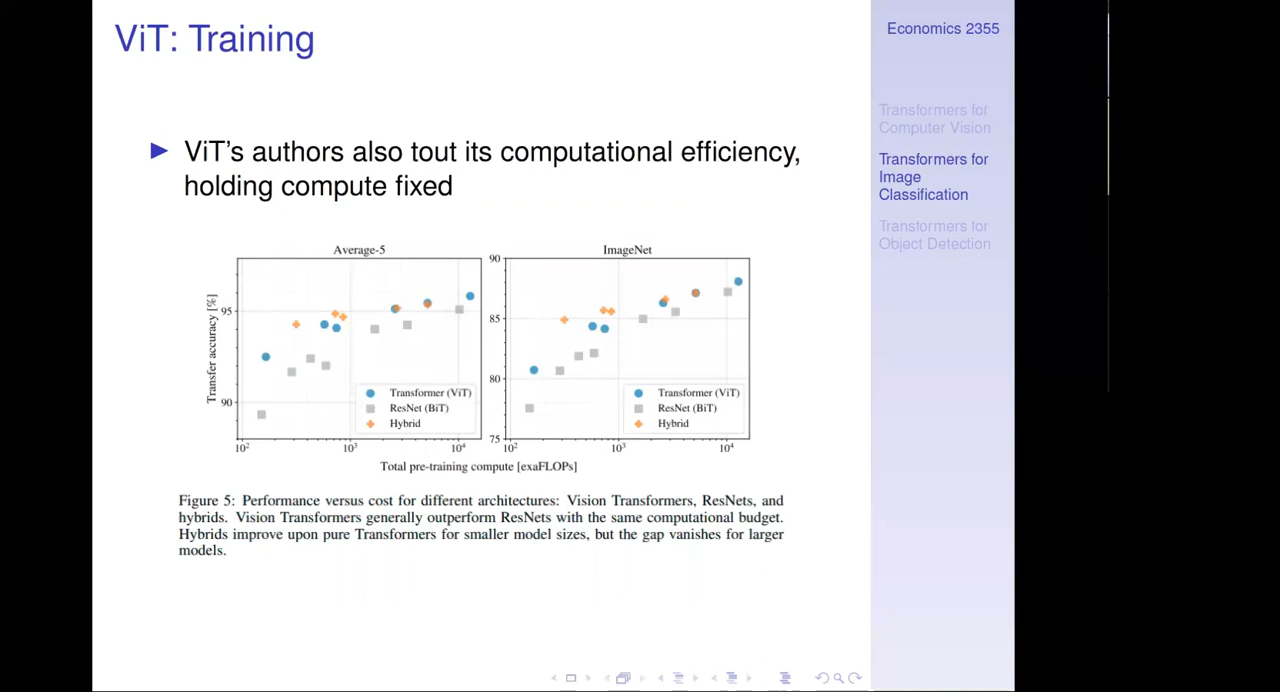 ViT: Training
ViT's authors also tout its computational efficiency,
holding compute fixed
Average-5
Transfer accuracy [%]
95
90
10²
10³
10⁴
Transformer (ViT)
ResNet (BiT)
Hybrid
ImageNet
90
85
80
75
10²
10³
10⁴
Transformer (ViT)
ResNet (BiT)
Hybrid
Total pre-training compute [exaFLOPs]
Figure 5: Performance versus cost for different architectures: Vision Transformers, ResNets, and
hybrids. Vision Transformers generally outperform ResNets with the same computational budget.
Hybrids improve upon pure Transformers for smaller model sizes, but the gap vanishes for larger
models.
Economics 2355
Transformers for
Computer Vision
Transformers for
Image
Classification
Transformers for
Object Detection